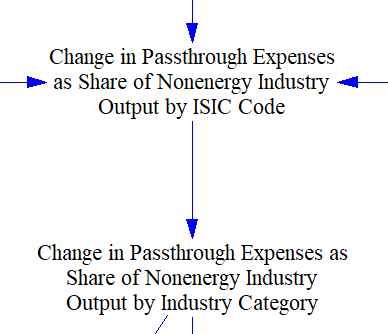 Change in Passthrough Expenses
as Share of Nonenergy Industry
Output by ISIC Code
Change in Passthrough Expenses as
Share of Nonenergy Industry
Output by Industry Category